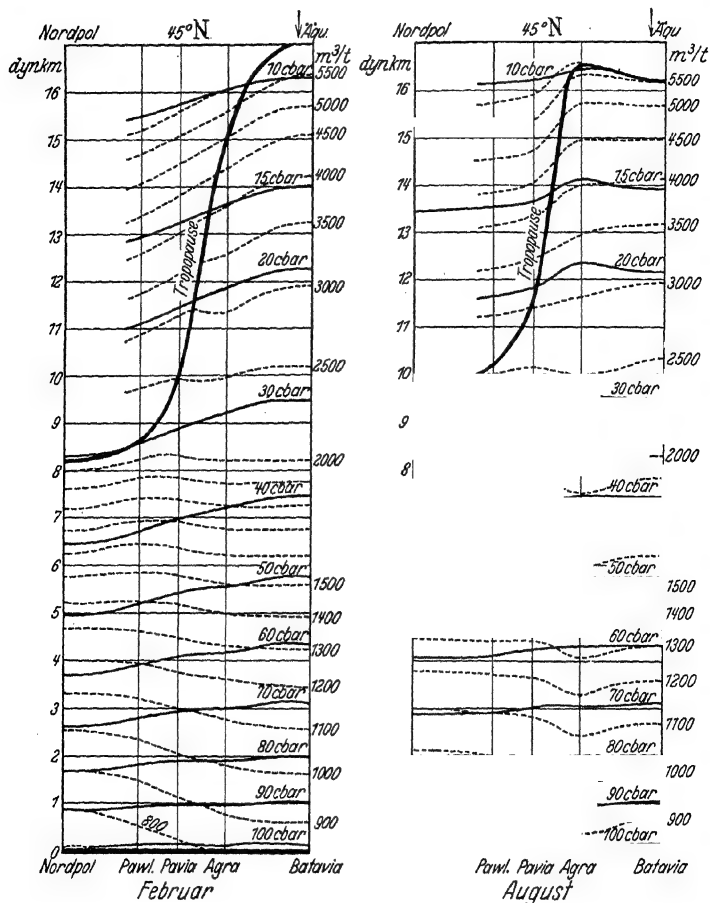 Nordpol 45°N Äqu.
dynkm m³/t
16
15
14
13
12
11
10
9
8
7
6
5
4
3
2
1
0
10 cbar
15 cbar
20 cbar
30 cbar
40 cbar
50 cbar
60 cbar
70 cbar
80 cbar
90 cbar
100 cbar
Tropopause
800
5500
5000
4500
4000
3500
3000
2500
2000
1500
1400
1300
1200
1100
1000
900
Nordpol Pawl. Pavia Agra Batavia
Februar
Nordpol 45°N Äqu
dynkm m³/t
16
15
14
13
12
11
10
9
8
10 cbar
15 cbar
20 cbar
30 cbar
40 cbar
50 cbar
60 cbar
70 cbar
80 cbar
90 cbar
100 cbar
Tropopause
5500
5000
4500
4000
3500
3000
2500
2000
1500
1400
1300
1200
1100
1000
900
Pawl. Pavia Agra Batavia
August